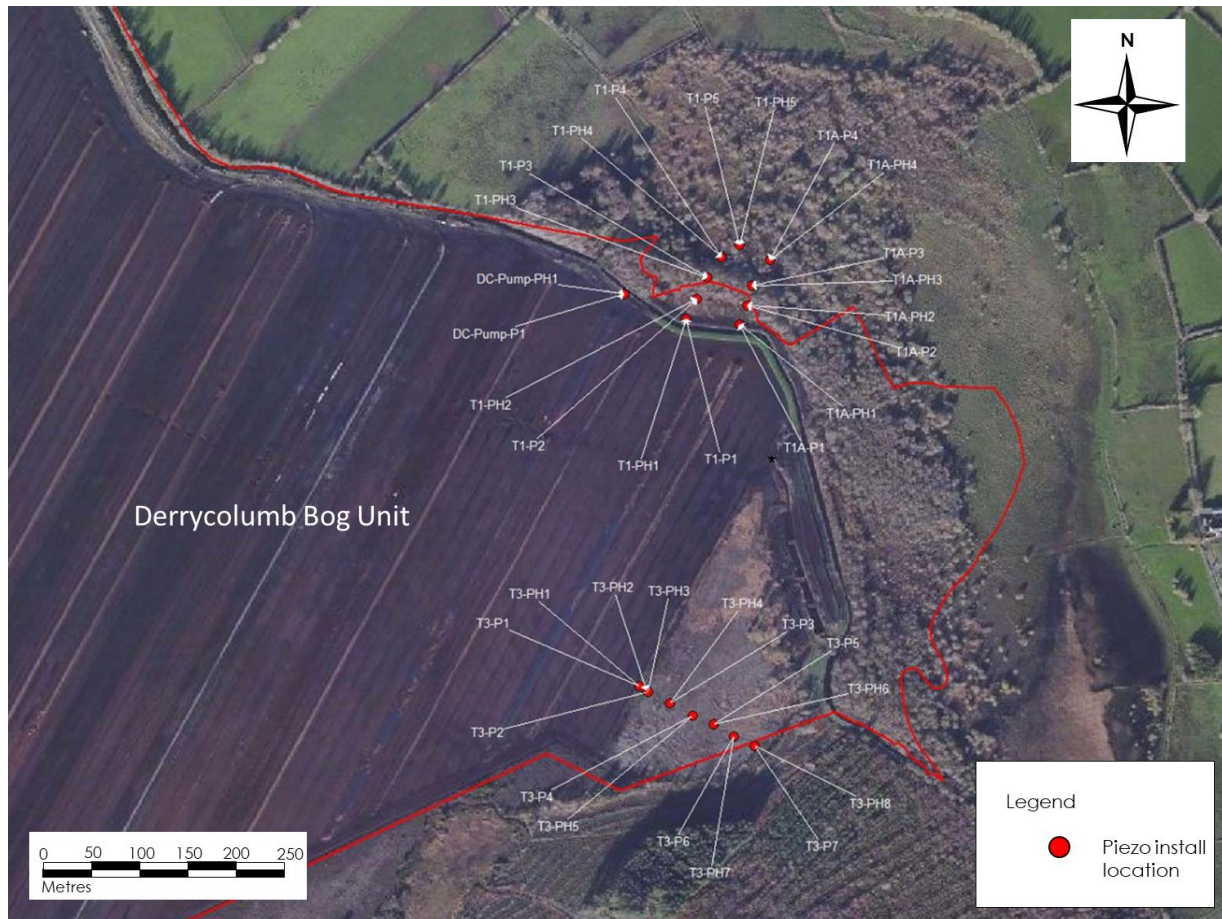 N
T1-P4
T1-P5
T1-PH5
T1-PH4
T1A-P4
T1-P3
T1A-PH4
T1-PH3
T1A-P3
DC-Pump-PH1
T1A-PH3
T1A-PH2
DC-Pump-P1
T1A-P2
T1-PH2
T1A-PH1
T1-P2
T1A-P1
T1-PH1
T1-P1
Derrycolumb Bog Unit
T3-PH2
T3-PH3
T3-PH1
T3-PH4
T3-P3
T3-P1
T3-P5
T3-PH6
T3-P2
T3-P4
T3-PH5
T3-PH8
T3-P6
T3-P7
T3-PH7
Legend
Piezo install
location
0 50 100 150 200 250
Metres